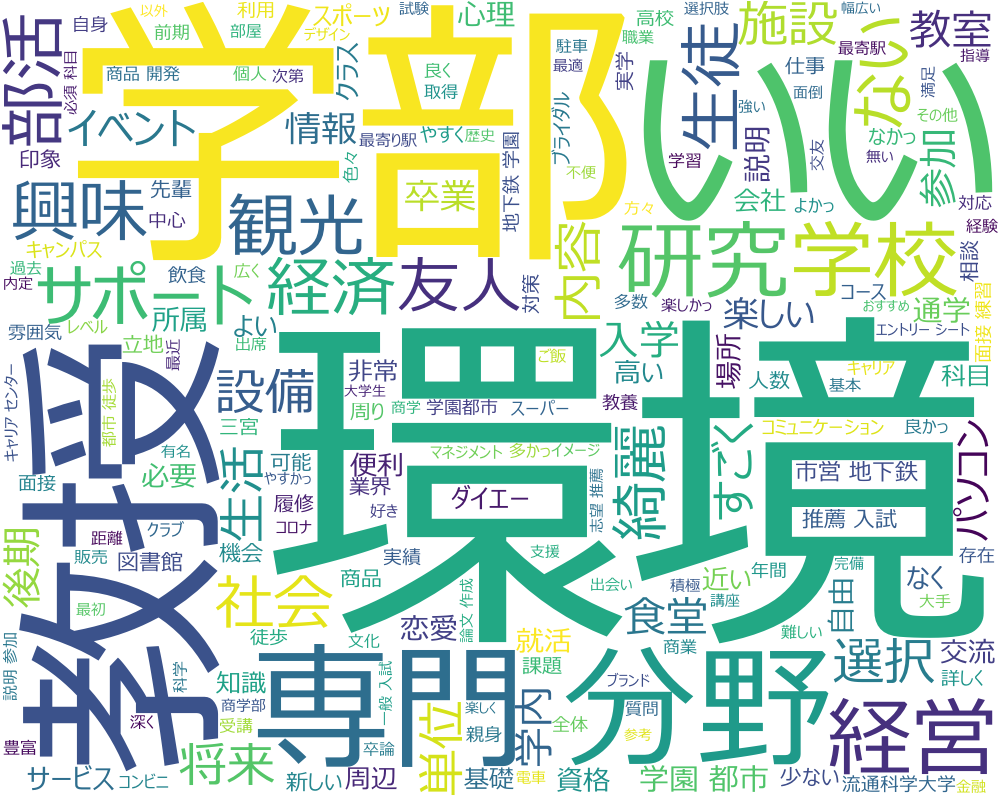 自身
以外
利用
前期
部屋
スポーツ
デザイン
試験
心理
選択肢
高校
職業
施設
幅広い
教室
最寄駅
指導
部活
必須 科目
商品 開発
個人
次第
クラス
良く
取得
学部
いい
生徒
ない
駐車
最適
実学
仕事
面倒
満足
強い
その他
イベント
情報
最寄り駅
やすく
歴史
ブライダル
不便
説明
学習
交友
なかっ
無い
参加
印象
先輩
中心
色々
卒業
地下鉄 学園
方々
会社
よかっ
対応
経験
興味
観光
キャンパス
過去
内定
飲食
広く
サポート
経済
友人
対策
内容
研究
学校
相談
多数
楽しかっ
コース
おすすめ
楽しい
通学
エントリー シート
面接 練習
雰囲気
レベル
所属
立地
最近
よい
出席
ご飯
入学
高い
場所
人数
基本
キャリア
科目
教授
キャリア センター
都市 徒歩
設備
非常
大学生
周り
商学
学園都市
スーパー
教養
環境
三宮
有名
面接
必要
生活
可能
やすかっ
便利
業界
マネジメント
多かっ
イメージ
綺麗
すごく
コミュニケーション
良かっ
パソコン
市営 地下鉄
志望 推薦
ダイエー
履修
コロナ
好き
推薦 入試
距離
クラブ
後期
販売
図書館
機会
実績
支援
存在
最初
商品
出会い
積極
近い
年間
完備
なく
大手
講座
自由
社会
恋愛
論文 作成
食堂
徒歩
文化
就活
商業
難しい
選択
交流
詳しく
説明 参加
科学
知識
専門
一般 入試
課題
分野
ブランド
経営
商学部
深く
受講
楽しく
親身
単位
学内
全体
質問
参考
豊富
卒論
サービス
コンビニ
将来
新しい
周辺
基礎
電車
資格
学園 都市
少ない
流通科学大学
金融